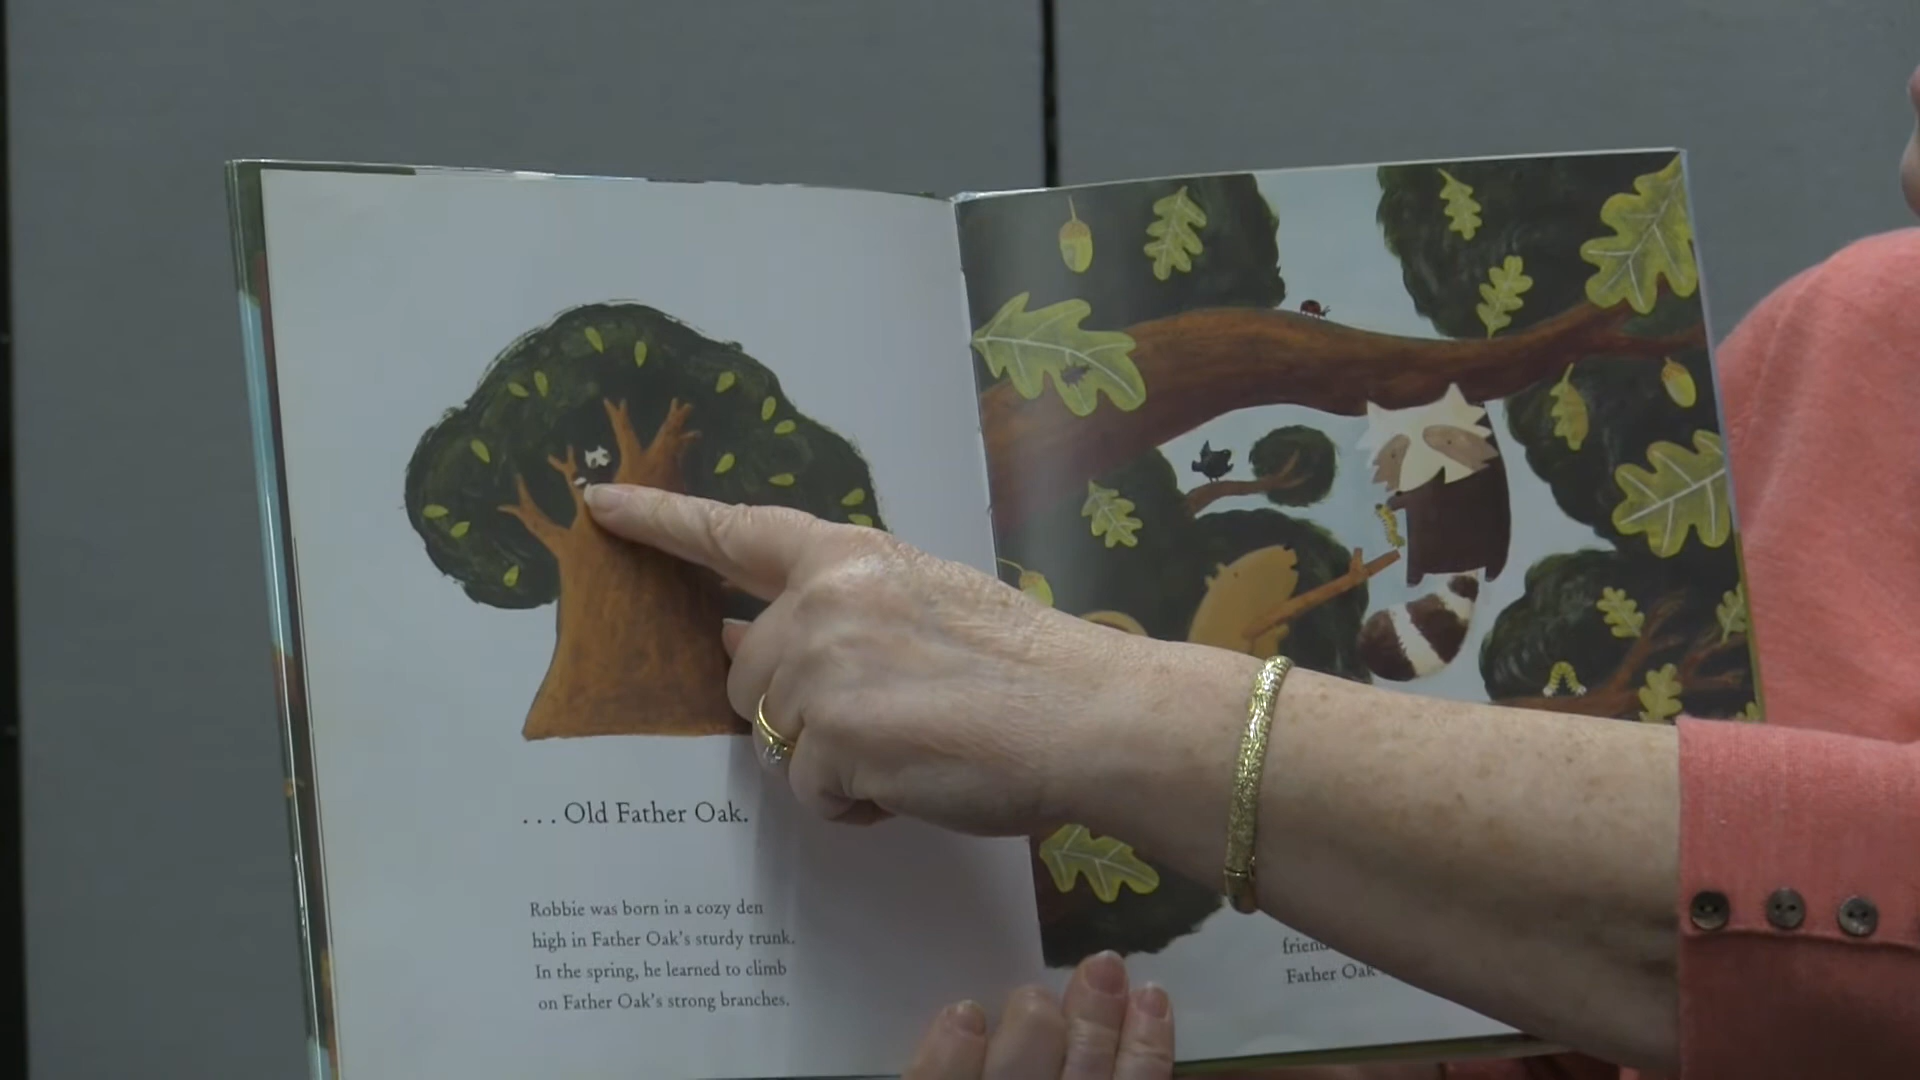 ... Old Father Oak.
Robbie was born in a cozy den
high in Father Oak's sturdy trunk.
In the spring, he learned to climb
on Father Oak's strong branches.
Father Oak